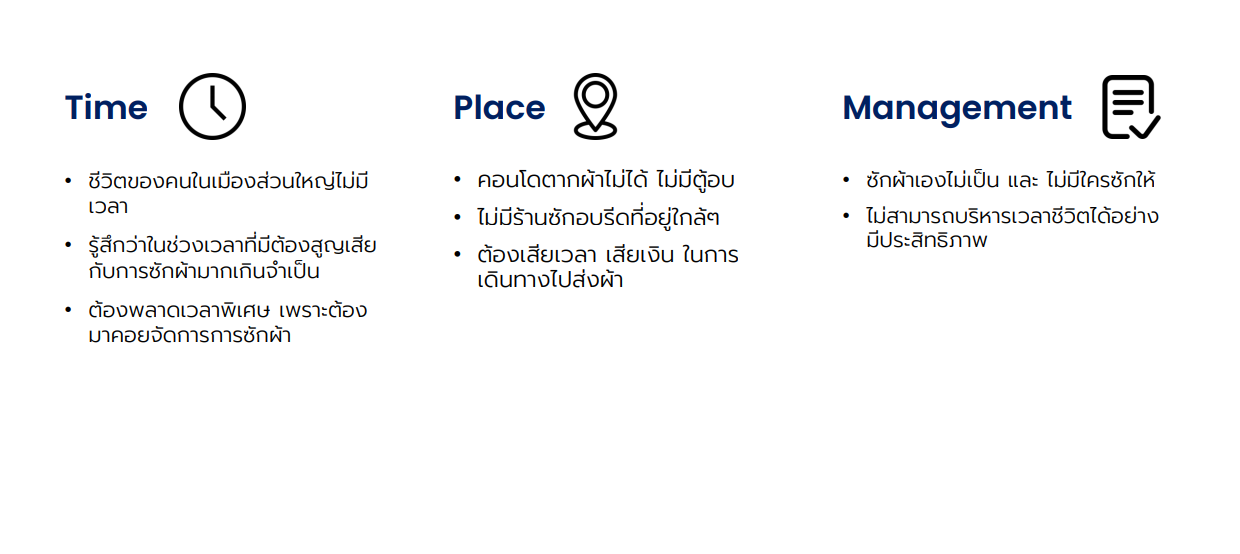 Time
• ชีวิตของคนในเมืองส่วนใหญ่ไม่มี
เวลา
• รู้สึกว่าในช่วงเวลาที่มีต้องสูญเสีย
กับการซักผ้ามากเกินจำเป็น
• ต้องพลาดเวลาพิเศษ เพราะต้อง
มาคอยจัดการการซักผ้า
Place
• คอนโดตากผ้าไม่ได้ ไม่มีตู้อบ
• ไม่มีร้านซักอบรีดที่อยู่ใกล้ๆ
• ต้องเสียเวลา เสียเงิน ในการ
เดินทางไปส่งผ้า
Management
• ซักผ้าเองไม่เป็น และ ไม่มีใครซักให้
• ไม่สามารถบริหารเวลาชีวิตได้อย่าง
มีประสิทธิภาพ